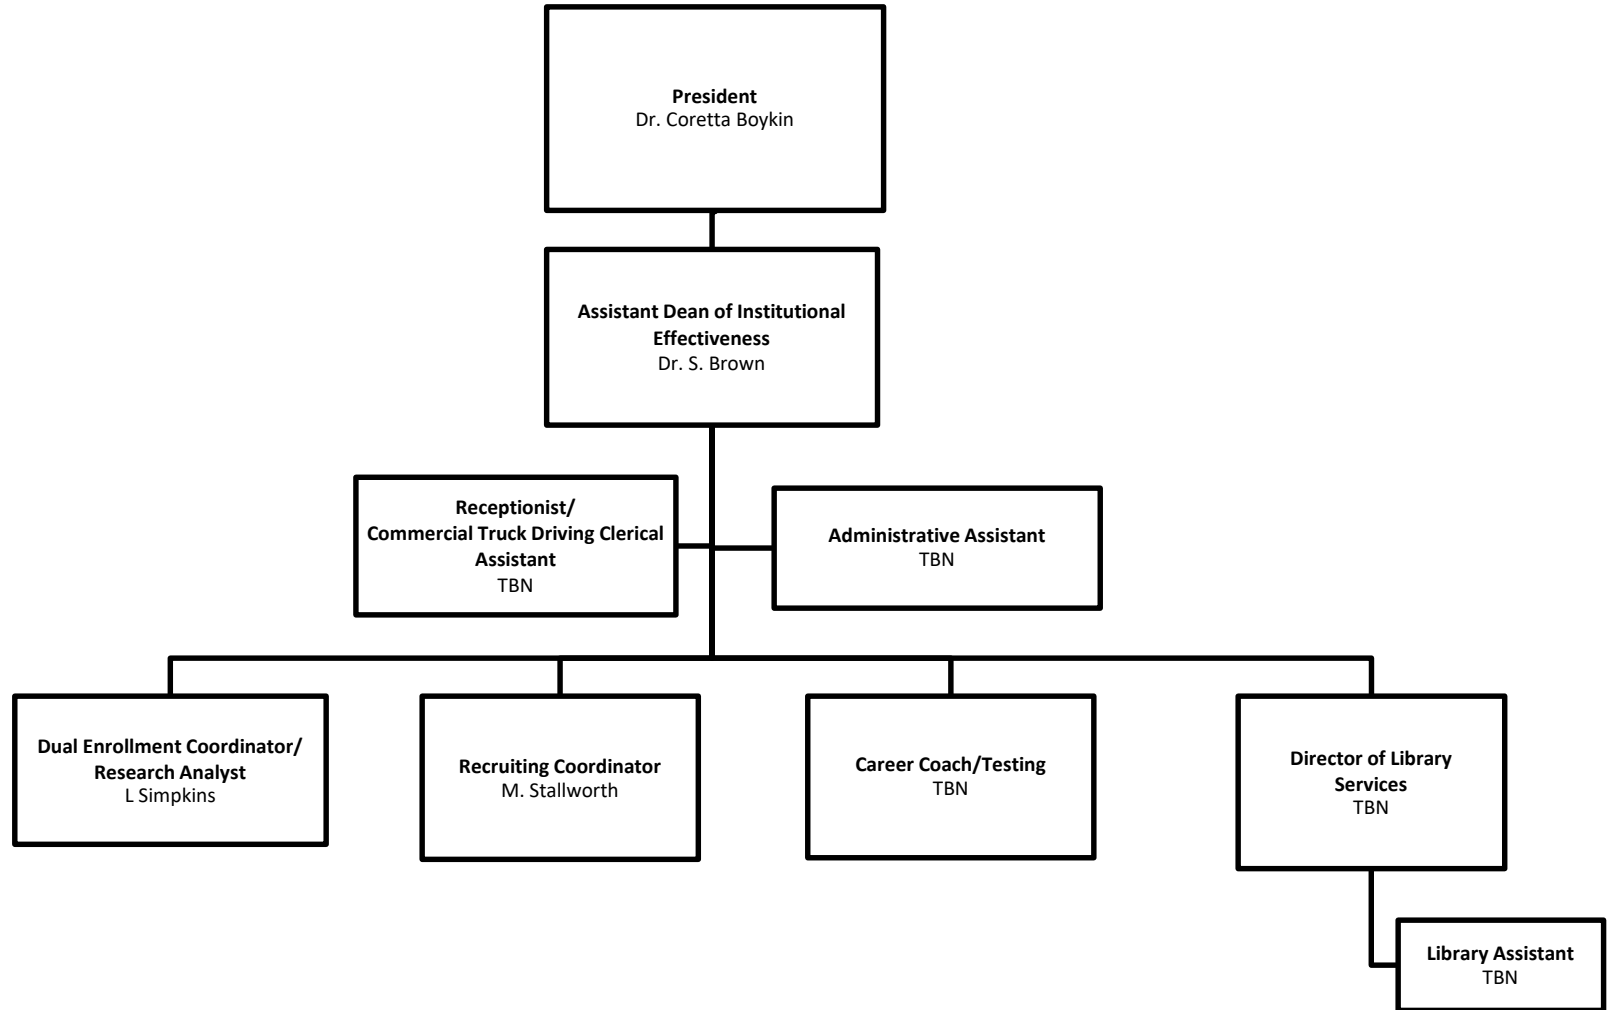 President
Dr. Coretta Boykin
Assistant Dean of Institutional
Effectiveness
Dr. S. Brown
Receptionist/
Commercial Truck Driving Clerical
Assistant
TBN
Administrative Assistant
TBN
Dual Enrollment Coordinator/
Research Analyst
L Simpkins
Recruiting Coordinator
M. Stallworth
Career Coach/Testing
TBN
Director of Library
Services
TBN
Library Assistant
TBN